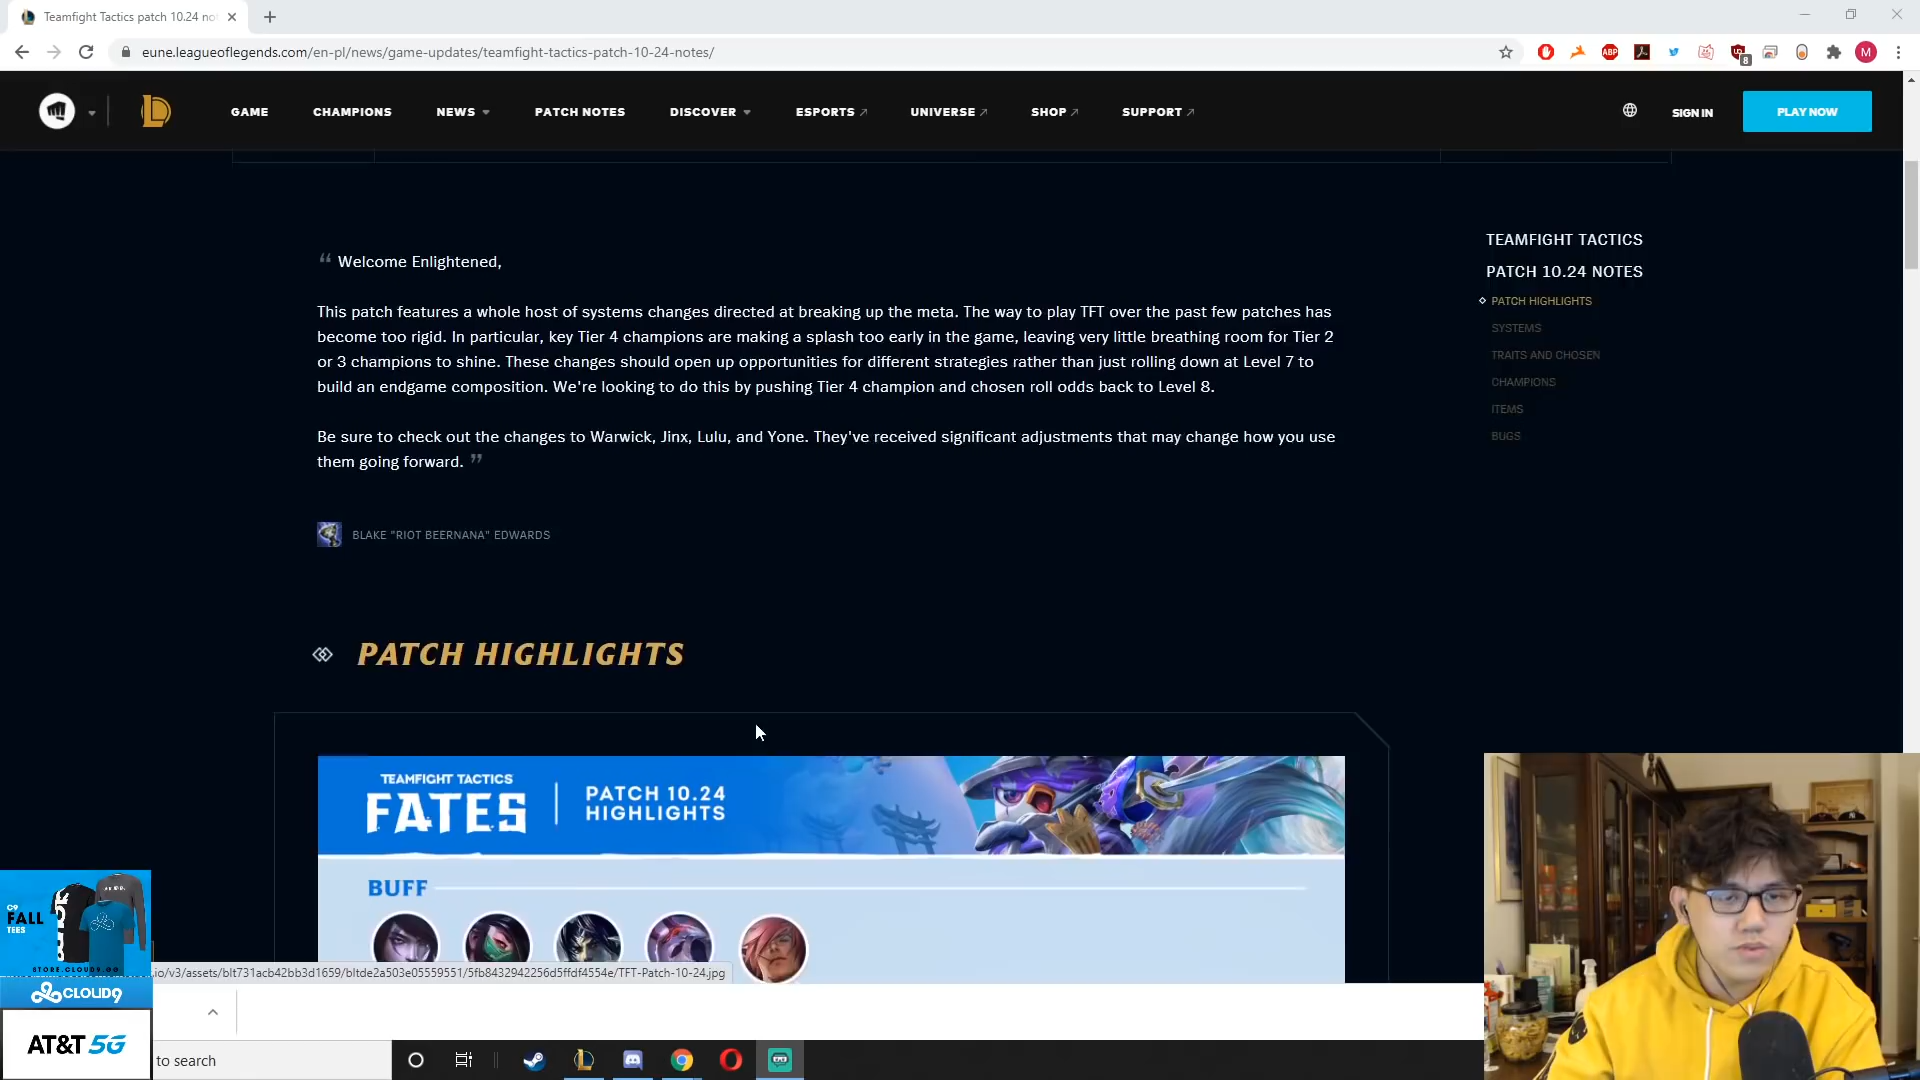 Teamfight Tactics patch 10.24 no
eune.leagueoflegends.com/en-pl/news/game-updates/teamfight-tactics-patch-10-24-notes/
ABP
8
M
GAME
CHAMPIONS
NEWS
PATCH NOTES
DISCOVER
ESPORTS
UNIVERSE
SHOP
SUPPORT
SIGN IN
PLAY NOW
“ Welcome Enlightened,
This patch features a whole host of systems changes directed at breaking up the meta. The way to play TFT over the past few patches has
become too rigid. In particular, key Tier 4 champions are making a splash too early in the game, leaving very little breathing room for Tier 2
or 3 champions to shine. These changes should open up opportunities for different strategies rather than just rolling down at Level 7 to
build an endgame composition. We're looking to do this by pushing Tier 4 champion and chosen roll odds back to Level 8.
Be sure to check out the changes to Warwick, Jinx, Lulu, and Yone. They've received significant adjustments that may change how you use
them going forward. ”
BLAKE "RIOT BEERNANA" EDWARDS
TEAMFIGHT TACTICS
PATCH 10.24 NOTES
PATCH HIGHLIGHTS
SYSTEMS
TRAITS AND CHOSEN
CHAMPIONS
ITEMS
BUGS
PATCH HIGHLIGHTS
TEAMFIGHT TACTICS
FATES
PATCH 10.24
HIGHLIGHTS
BUFF
C9
FALL
TEES
STORE.CLOUD9.GG
CLOUD9
AT&T 5G
.io/v3/assets/blt731acb42bb3d1659/bltde2a503e05559551/5fb8432942256d5ffdf4554e/TFT-Patch-10-24.jpg
to search